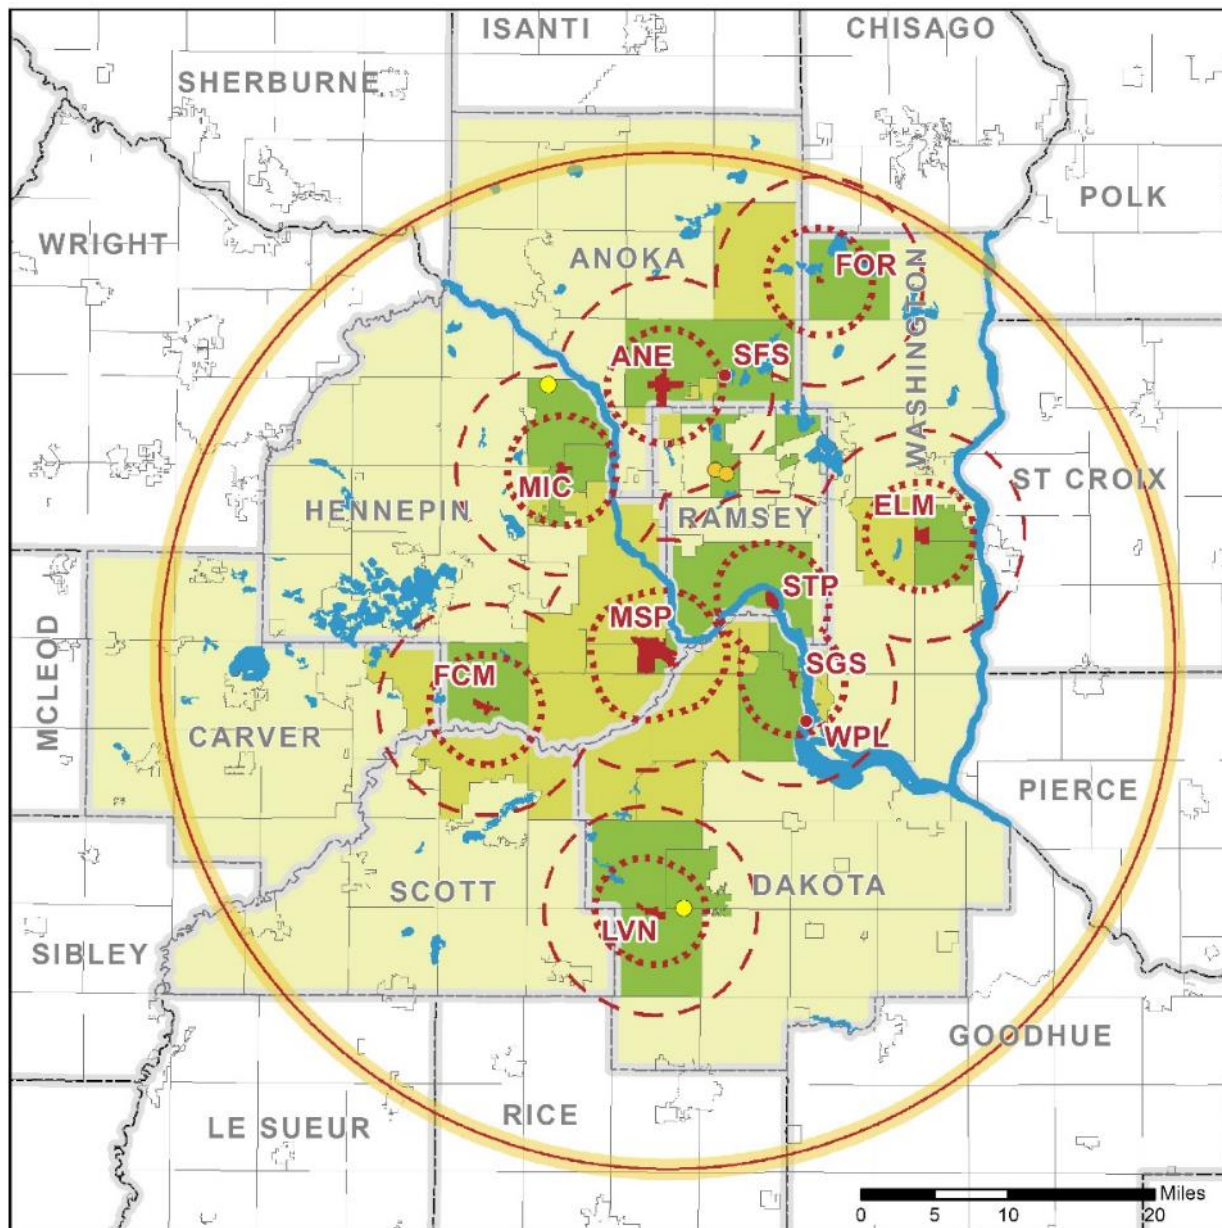 ISANTI
CHISAGO
SHERBURNE
POLK
WRIGHT
ANOKA
FOR
WASHINGTON
ANE
SFS
MIC
ST CROIX
HENNEPIN
RAMSEY
ELM
STP
MSP
SGS
FCM
MCLEOD
CARVER
WPL
PIERCE
SCOTT
DAKOTA
LVN
SIBLEY
GOODHUE
RICE
LE SUEUR
Miles
0 5 10 20